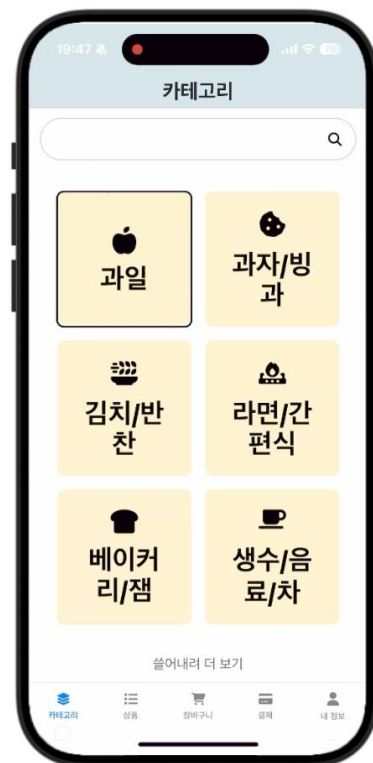 19:47
78
카테고리
과일
과자/빙
과
김치/반
찬
라면/간
편식
베이커
리/잼
생수/음
료/차
쓸어내려 더 보기
카테고리
상품
장바구니
결제
내 정보